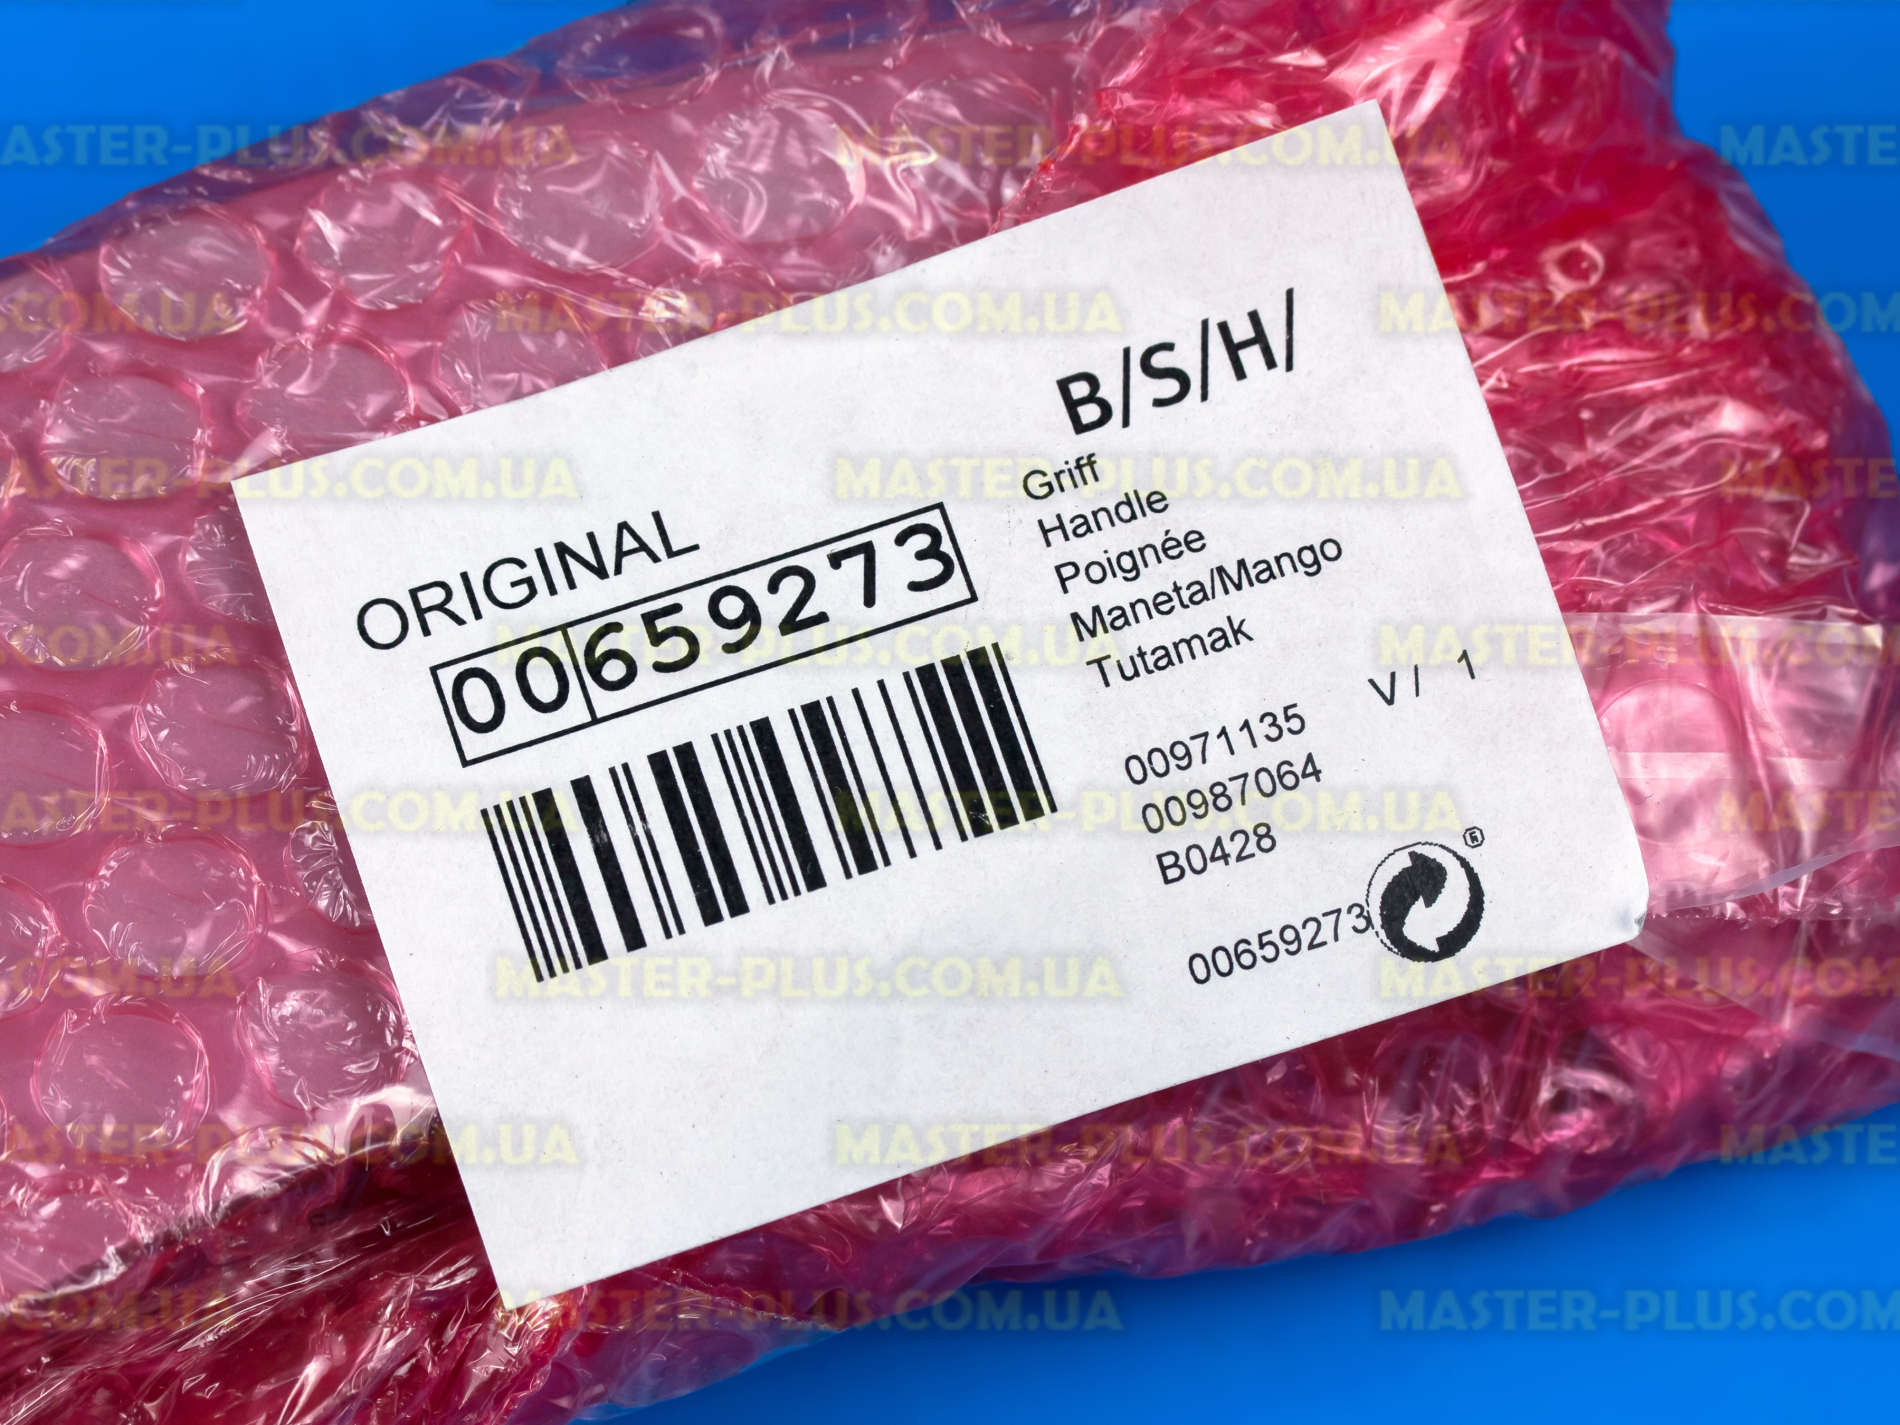 B/S/H/
ORIGINAL
00659273
Griff
Handle
Poignée
Maneta/Mango
Tutamak
V/ 1
00971135
00987064
B0428
00659273
®
MASTER-PLUS.COM.UA